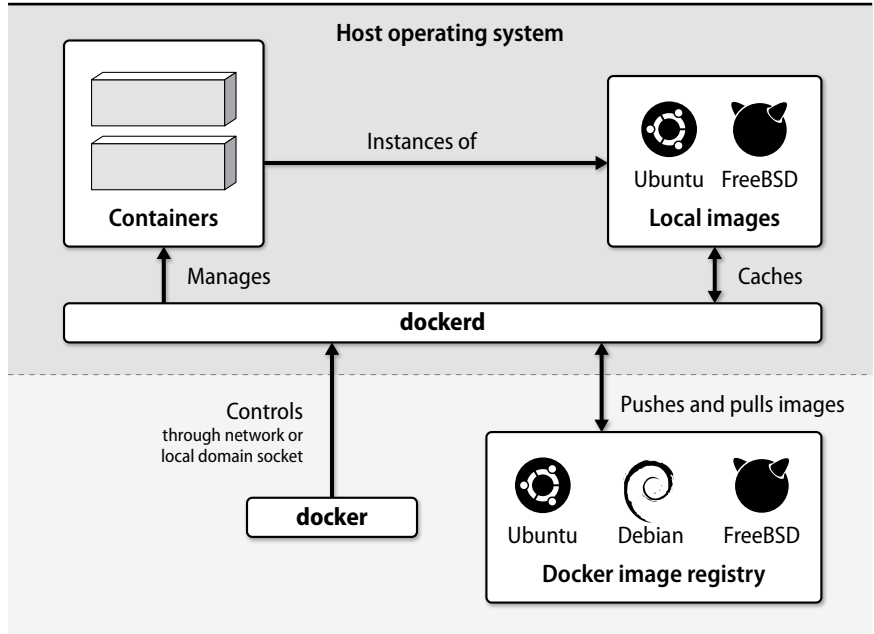 Host operating system
Instances of
Ubuntu FreeBSD
Containers
Local images
Manages
Caches
dockerd
Controls
through network or
local domain socket
Pushes and pulls images
docker
Ubuntu Debian FreeBSD
Docker image registry